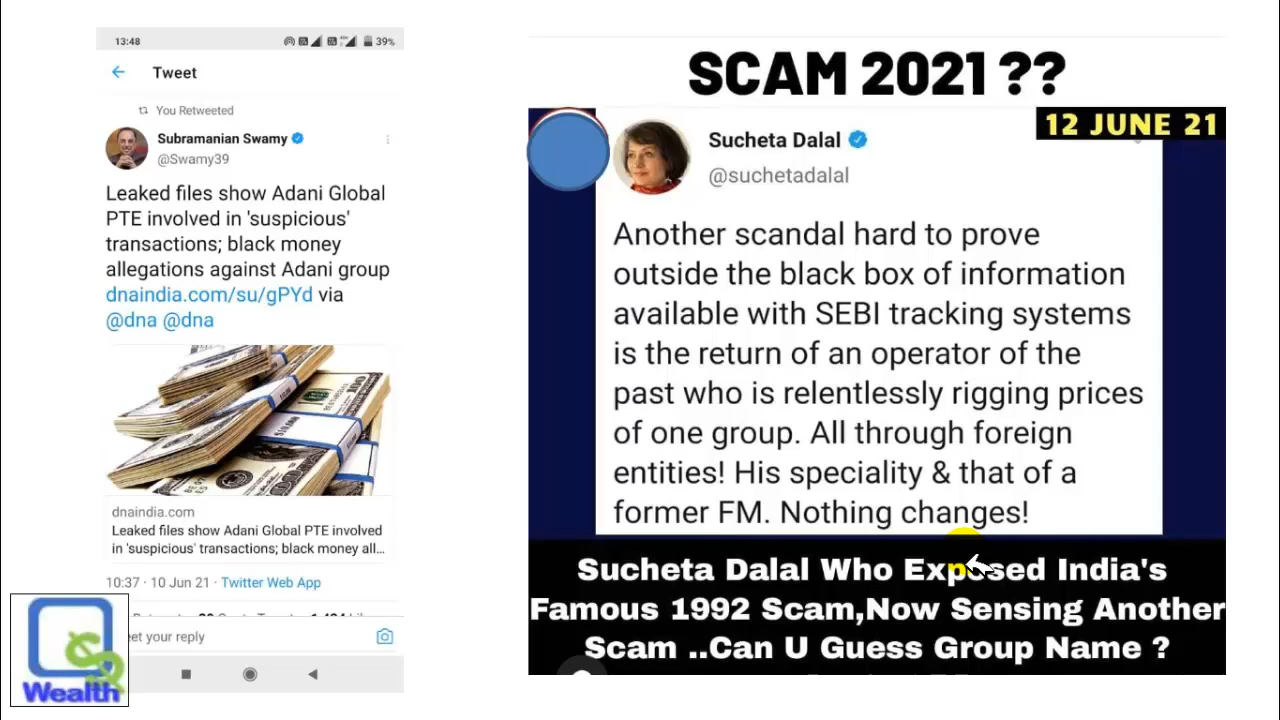 13:48
39%
Tweet
You Retweeted
Subramanian Swamy
@Swamy39
Leaked files show Adani Global
PTE involved in 'suspicious'
transactions; black money
allegations against Adani group
dnaindia.com/su/gPYd via
@dna @dna
dnaindia.com
Leaked files show Adani Global PTE involved
in 'suspicious' transactions; black money all...
10:37 · 10 Jun 21 · Twitter Web App
eet your reply
Wealth
SCAM 2021 ??
12 JUNE 21
Sucheta Dalal
@suchetadalal
Another scandal hard to prove
outside the black box of information
available with SEBI tracking systems
is the return of an operator of the
past who is relentlessly rigging prices
of one group. All through foreign
entities! His speciality & that of a
former FM. Nothing changes!
Sucheta Dalal Who Exposed India's
Famous 1992 Scam,Now Sensing Another
Scam ..Can U Guess Group Name ?